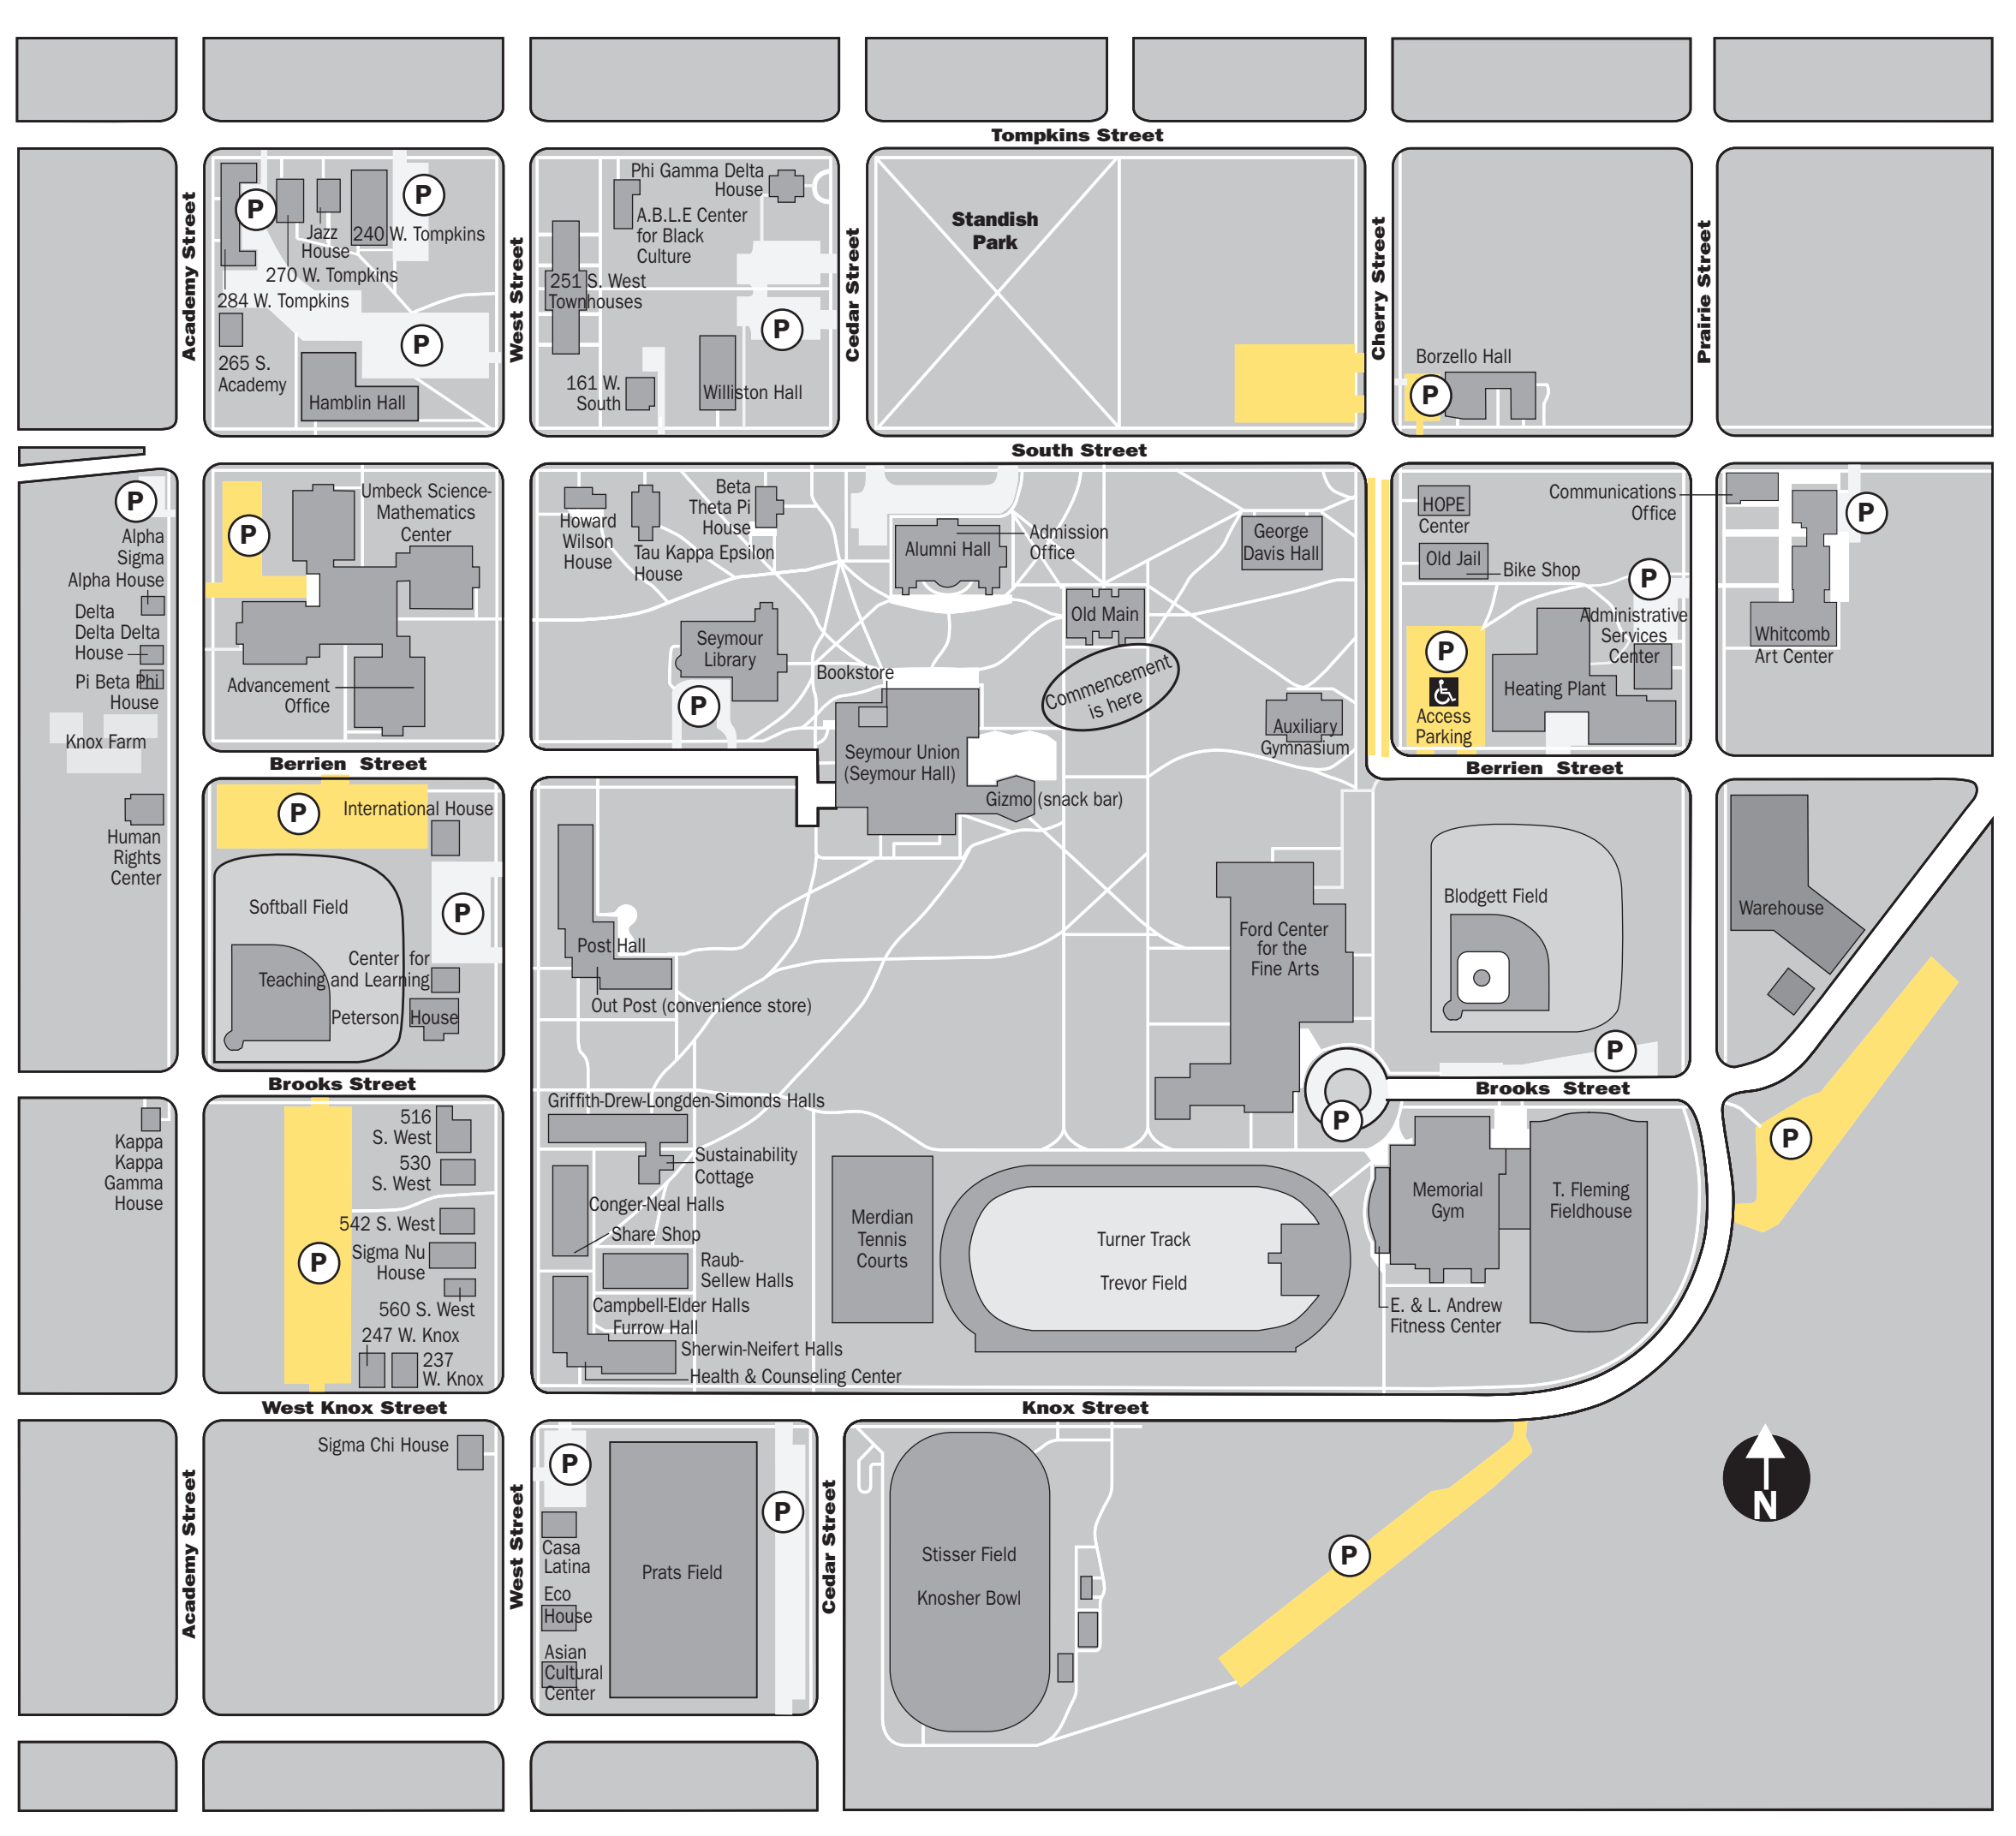 Tompkins Street
Academy Street
West Street
Cedar Street
Cherry Street
Prairie Street
P
P
Jazz
House
240 W. Tompkins
270 W. Tompkins
284 W. Tompkins
P
265 S.
Academy
Hamblin Hall
Phi Gamma Delta
House
A.B.L.E Center
for Black
Culture
251 S. West
Townhouses
P
161 W.
South
Williston Hall
Standish
Park
Borzello Hall
P
South Street
P
Alpha
Sigma
Alpha House
Delta
Delta Delta
House
Pi Beta Phi
House
Knox Farm
Human
Rights
Center
P
Umbeck Science-
Mathematics
Center
Advancement
Office
Howard
Wilson
House
Tau Kappa Epsilon
House
Beta
Theta Pi
House
Alumni Hall
Admission
Office
George
Davis Hall
Old Main
Seymour
Library
P
Bookstore
Commencement
is here
Seymour Union
(Seymour Hall)
Gizmo (snack bar)
Auxiliary
Gymnasium
HOPE
Center
Old Jail
Bike Shop
P
Administrative
Services
Center
P
Access
Parking
Heating Plant
Communications
Office
P
Whitcomb
Art Center
Berrien Street
Berrien Street
P
International House
Softball Field
P
Center for
Teaching and Learning
Peterson House
Post Hall
Out Post (convenience store)
Ford Center
for the
Fine Arts
Blodgett Field
P
Warehouse
Brooks Street
Brooks Street
P
P
Kappa
Kappa
Gamma
House
516
S. West
530
S. West
542 S. West
Sigma Nu
House
P
560 S. West
247 W. Knox
237
W. Knox
Griffith-Drew-Longden-Simonds Halls
Sustainability
Cottage
Conger-Neal Halls
Share Shop
Raub-
Sellew Halls
Campbell-Elder Halls
Furrow Hall
Sherwin-Neifert Halls
Health & Counseling Center
Merdian
Tennis
Courts
Turner Track
Trevor Field
Memorial
Gym
T. Fleming
Fieldhouse
E. & L. Andrew
Fitness Center
West Knox Street
Knox Street
Academy Street
Sigma Chi House
West Street
P
Casa
Latina
Eco
House
Asian
Cultural
Center
Prats Field
P
Cedar Street
Stisser Field
Knosher Bowl
P
N